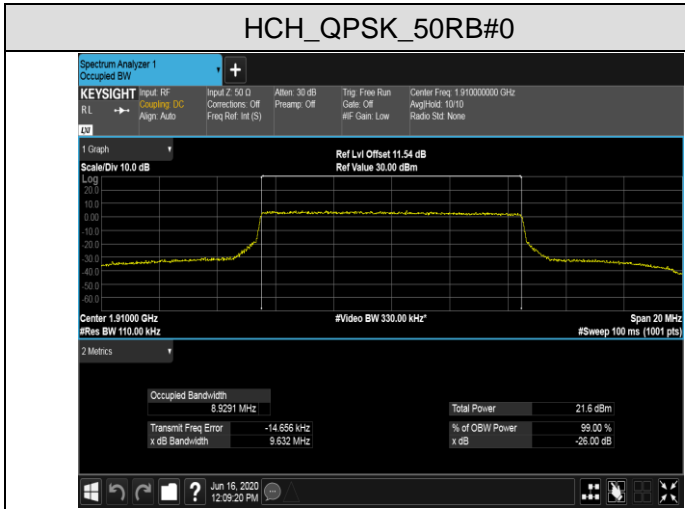 HCH_QPSK_50RB#0
Spectrum Analyzer 1
Occupied BW
KEYSIGHT
RL
Input: RF
Coupling: DC
Align: Auto
Input Z: 50 Ω
Corrections: Off
Freq Ref: Int (S)
Atten: 30 dB
Preamp: Off
Trig: Free Run
Gate: Off
#IF Gain: Low
Center Freq: 1.910000000 GHz
Avg|Hold: 10/10
Radio Std: None
LXI
1 Graph
Scale/Div 10.0 dB
Ref Lvl Offset 11.54 dB
Ref Value 30.00 dBm
Log
20.0
10.0
0.00
-10.0
-20.0
-30.0
-40.0
-50.0
-60.0
Center 1.91000 GHz
#Video BW 330.00 kHz*
Span 20 MHz
#Res BW 110.00 kHz
#Sweep 100 ms (1001 pts)
2 Metrics
Occupied Bandwidth
8.9291 MHz
Total Power 21.6 dBm
Transmit Freq Error -14.656 kHz
% of OBW Power 99.00 %
x dB Bandwidth 9.632 MHz
x dB -26.00 dB
?
Jun 16, 2020
12:09:20 PM